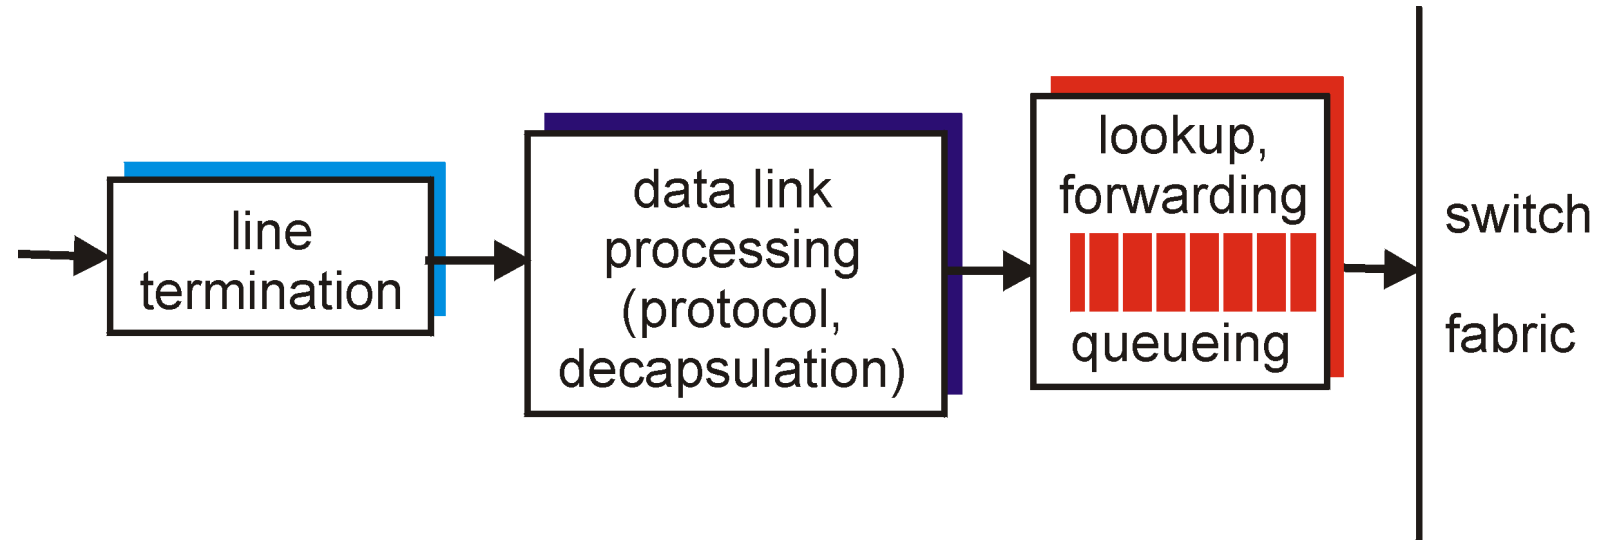 line
termination
data link
processing
(protocol,
decapsulation)
lookup,
forwarding
queueing
switch
fabric